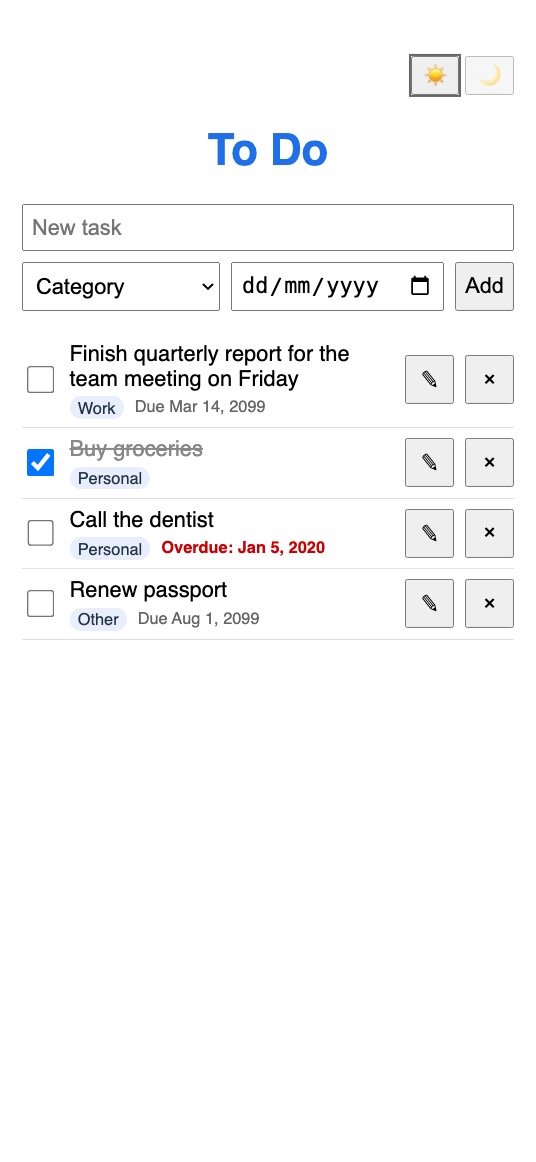 ☀️ 🌙
To Do
New task
Category dd/mm/yyyy Add
Finish quarterly report for the
team meeting on Friday
Work Due Mar 14, 2099
✎ ×
Buy groceries
Personal
✎ ×
Call the dentist
Personal Overdue: Jan 5, 2020
✎ ×
Renew passport
Other Due Aug 1, 2099
✎ ×